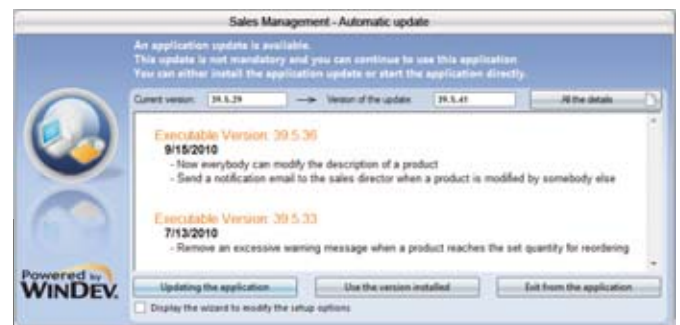 Sales Management - Automatic update
An application update is available.
This update is not mandatory and you can continue to use this application
You can either install the application update or start the application directly.
Current version: 39.5.29 Version of the update: 39.5.41 All the details
Executable Version: 39.5.36
9/15/2010
- Now everybody can modify the description of a product
- Send a notification email to the sales director when a product is modified by somebody else
Executable Version: 39.5.33
7/13/2010
- Remove an excessive warning message when a product reaches the set quantity for reordering
Powered by
WINDEV.
Updating the application Use the version installed Exit from the application
Display the wizard to modify the setup options